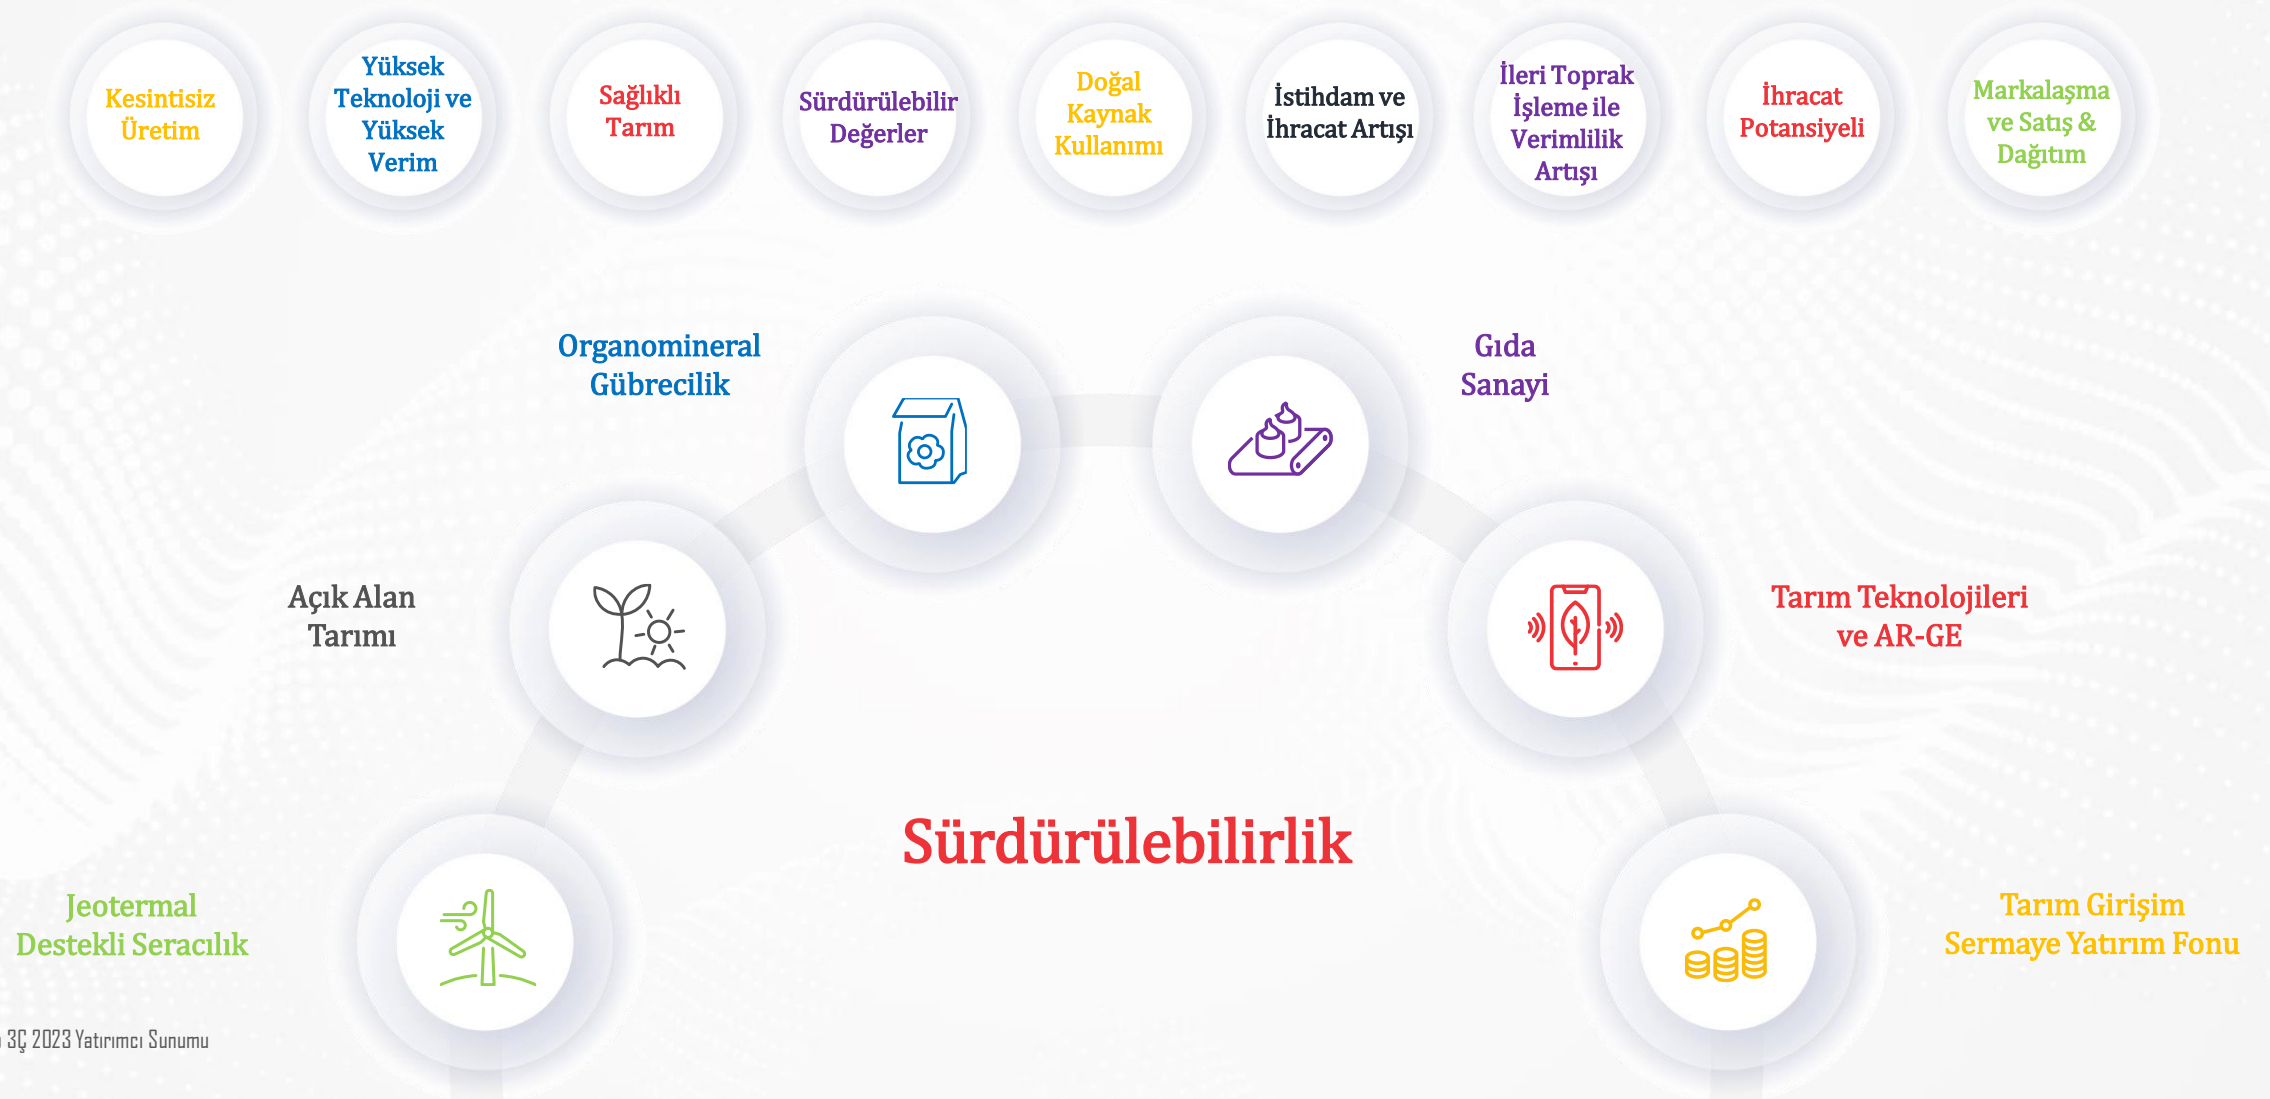 Kesintisiz
Üretim
Yüksek
Teknoloji ve
Yüksek
Verim
Sağlıklı
Tarım
Sürdürülebilir
Değerler
Doğal
Kaynak
Kullanımı
İstihdam ve
İhracat Artışı
İleri Toprak
İşleme ile
Verimlilik
Artışı
İhracat
Potansiyeli
Markalaşma
ve Satış &
Dağıtım
Organomineral
Gübrecilik
Gıda
Sanayi
Açık Alan
Tarımı
Tarım Teknolojileri
ve AR-GE
Sürdürülebilirlik
Jeotermal
Destekli Seracılık
Tarım Girişim
Sermaye Yatırım Fonu
3Ç 2023 Yatırımcı Sunumu